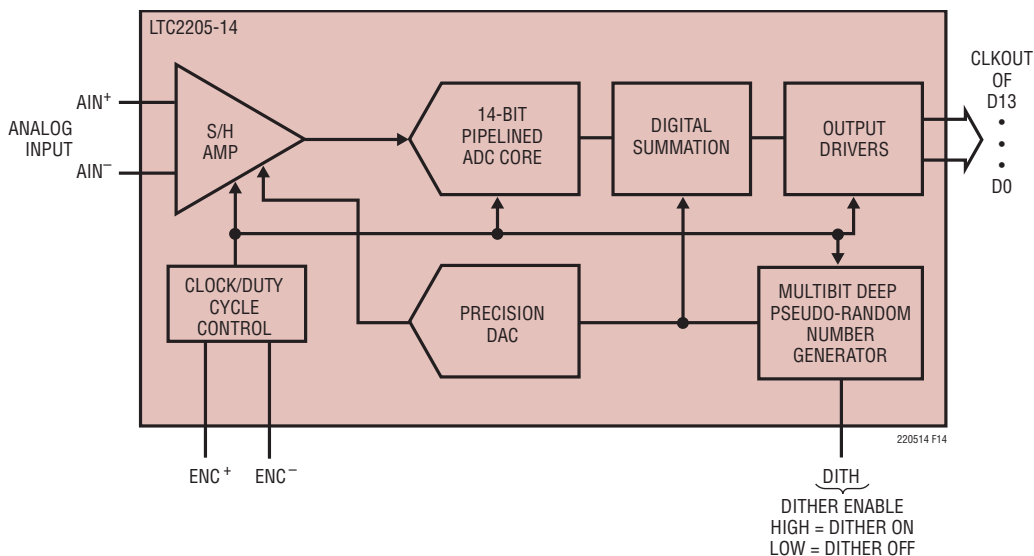 LTC2205-14
AIN+
ANALOG
INPUT
AIN−
S/H
AMP
14-BIT
PIPELINED
ADC CORE
DIGITAL
SUMMATION
OUTPUT
DRIVERS
CLKOUT
OF
D13
•
•
•
D0
CLOCK/DUTY
CYCLE
CONTROL
PRECISION
DAC
MULTIBIT DEEP
PSEUDO-RANDOM
NUMBER
GENERATOR
220514 F14
ENC+ ENC−
DITH
DITHER ENABLE
HIGH = DITHER ON
LOW = DITHER OFF